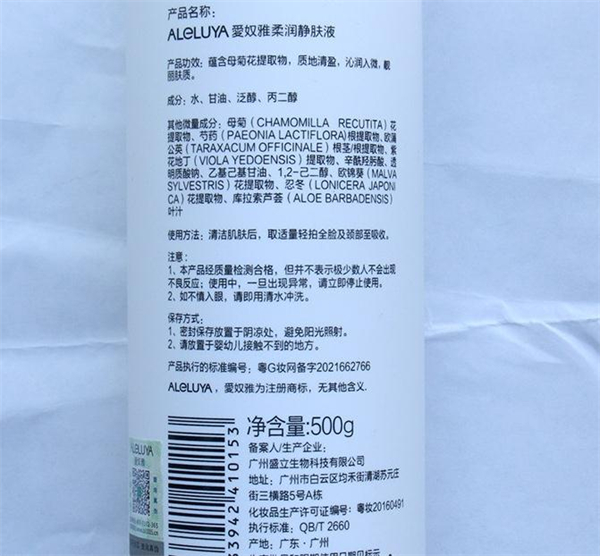 产品名称:
ALeLUYA 愛奴雅柔润静肤液
产品功效:蕴含母菊花提取物,质地清盈,沁润入微,靓
丽肤质。
成分:水、甘油、泛醇、丙二醇
其他微量成分:母菊(CHAMOMILLA RECUTITA)花
提取物、芍药(PAEONIA LACTIFLORA)根提取物、欧蒲
公英(TARAXACUM OFFICINALE)根茎/根提取物、紫
花地丁(VIOLA YEDOENSIS)提取物、辛酰羟肟酸、透
明质酸钠、乙基己基甘油、1,2-己二醇、欧锦葵(MALVA
SYLVESTRIS)花提取物、忍冬(LONICERA JAPONI
CA)花提取物、库拉索芦荟(ALOE BARBADENSIS)
叶汁
使用方法:清洁肌肤后,取适量轻拍全脸及颈部至吸收。
注意:
1、本产品经质量检测合格,但并不表示极少数人不会出现
不良反应;使用中,一旦出现异常,请立即停止使用。
2、如不慎入眼,请即用清水冲洗。
保存方式:
1、密封保存放置于阴凉处,避免阳光照射。
2、请放置于婴幼儿接触不到的地方。
产品执行的标准编号:粤G妆网备字2021662766
ALeLUYA,愛奴雅为注册商标,无其他含义.
净含量:500g
备案人/生产企业:
广州盛立生物科技有限公司
地址:广州市白云区均禾街清湖苏元庄
街三横路5号A栋
化妆品生产许可证编号:粤妆20160491
执行标准:QB/T 2660
产地:广东·广州
53942410153
ALeLUYA